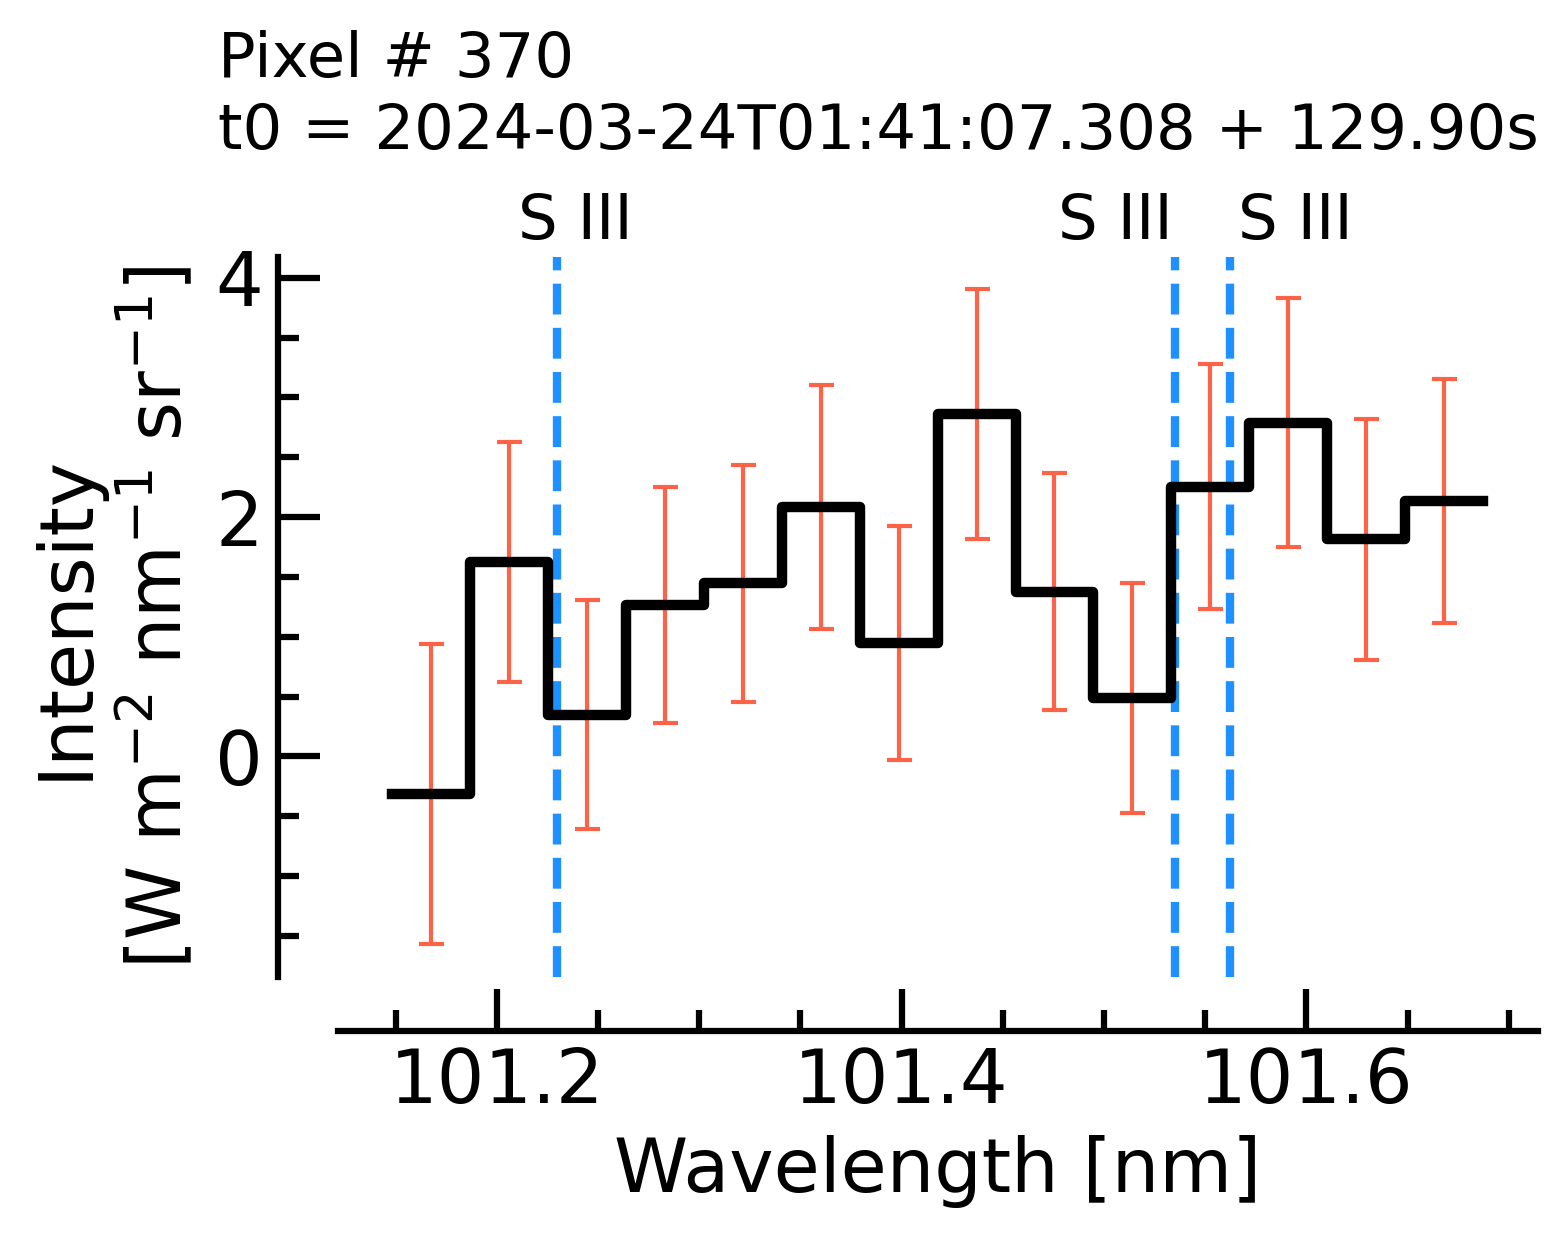 Pixel # 370
t0 = 2024-03-24T01:41:07.308 + 129.90s
S III S III S III
Intensity
[W m⁻² nm⁻¹ sr⁻¹]
4
2
0
101.2 101.4 101.6
Wavelength [nm]